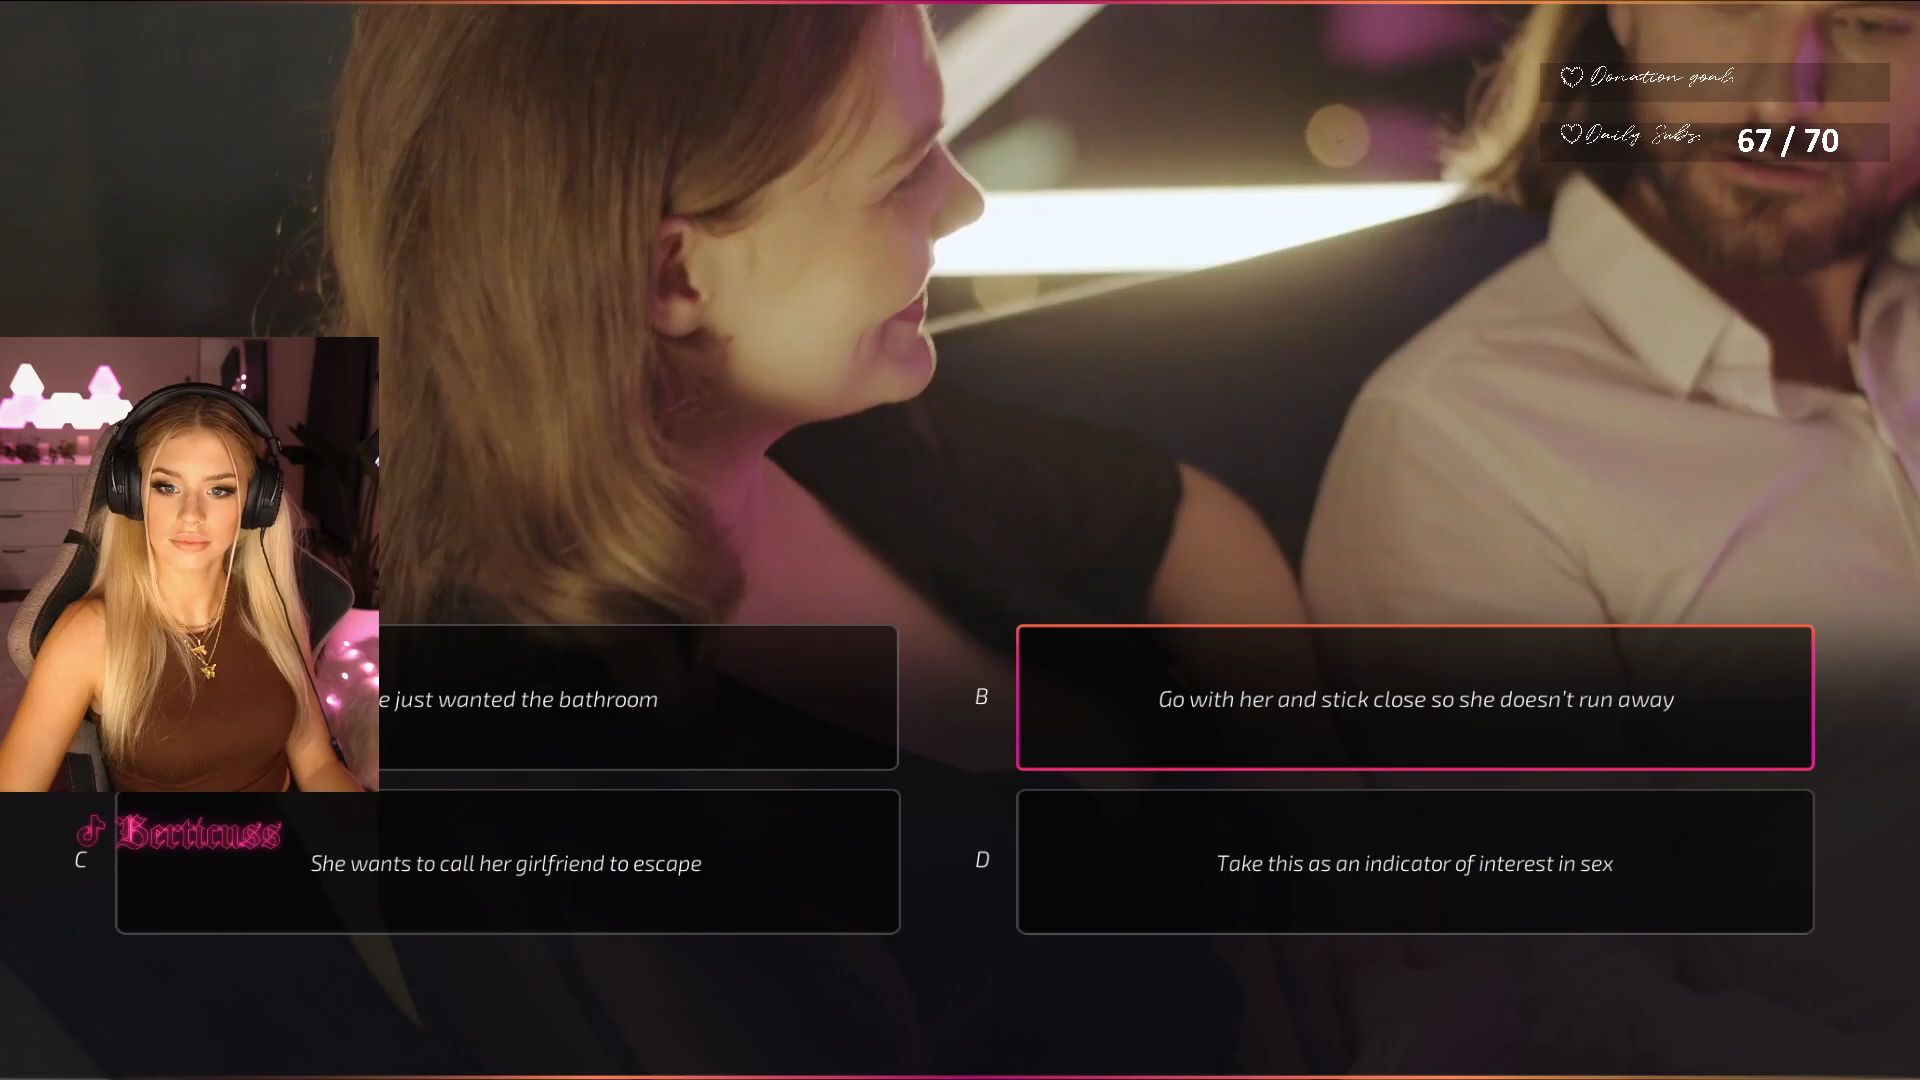 Donation goal:
Daily Subs: 67 / 70
e just wanted the bathroom
B
Go with her and stick close so she doesn't run away
Berticuss
C
She wants to call her girlfriend to escape
D
Take this as an indicator of interest in sex